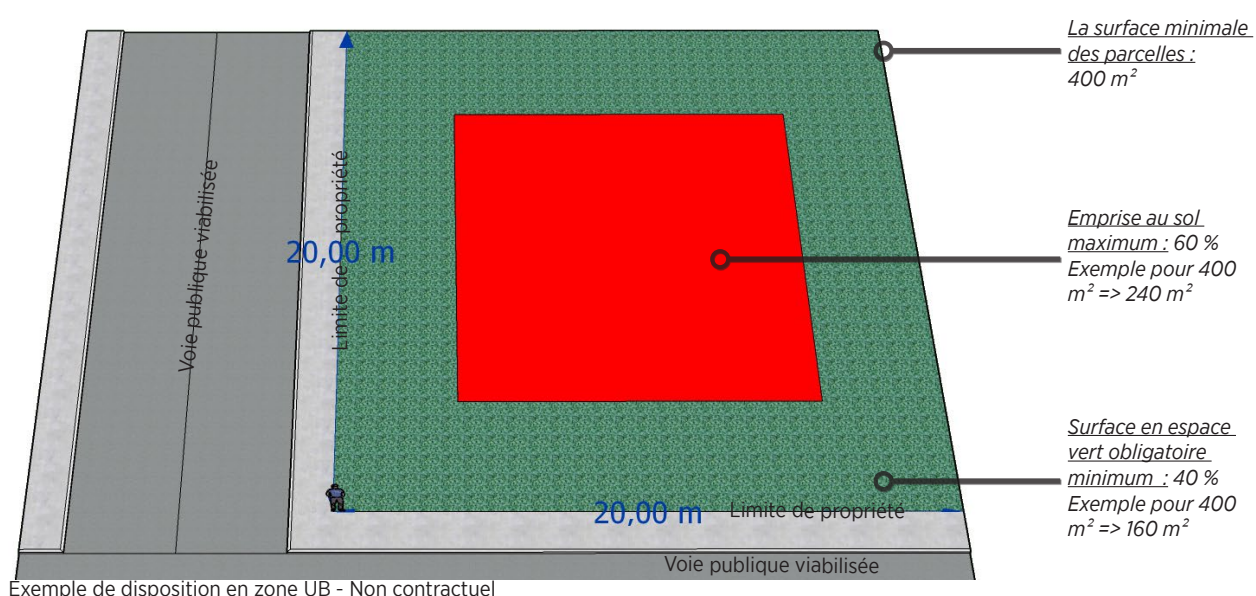 La surface minimale
des parcelles :
400 m²
Voie publique viabilisée
Limite de propriété
20,00 m
Emprise au sol
maximum : 60 %
Exemple pour 400
m² => 240 m²
Surface en espace
vert obligatoire
minimum : 40 %
Exemple pour 400
m² => 160 m²
20,00 m
Limite de propriété
Voie publique viabilisée
Exemple de disposition en zone UB - Non contractuel